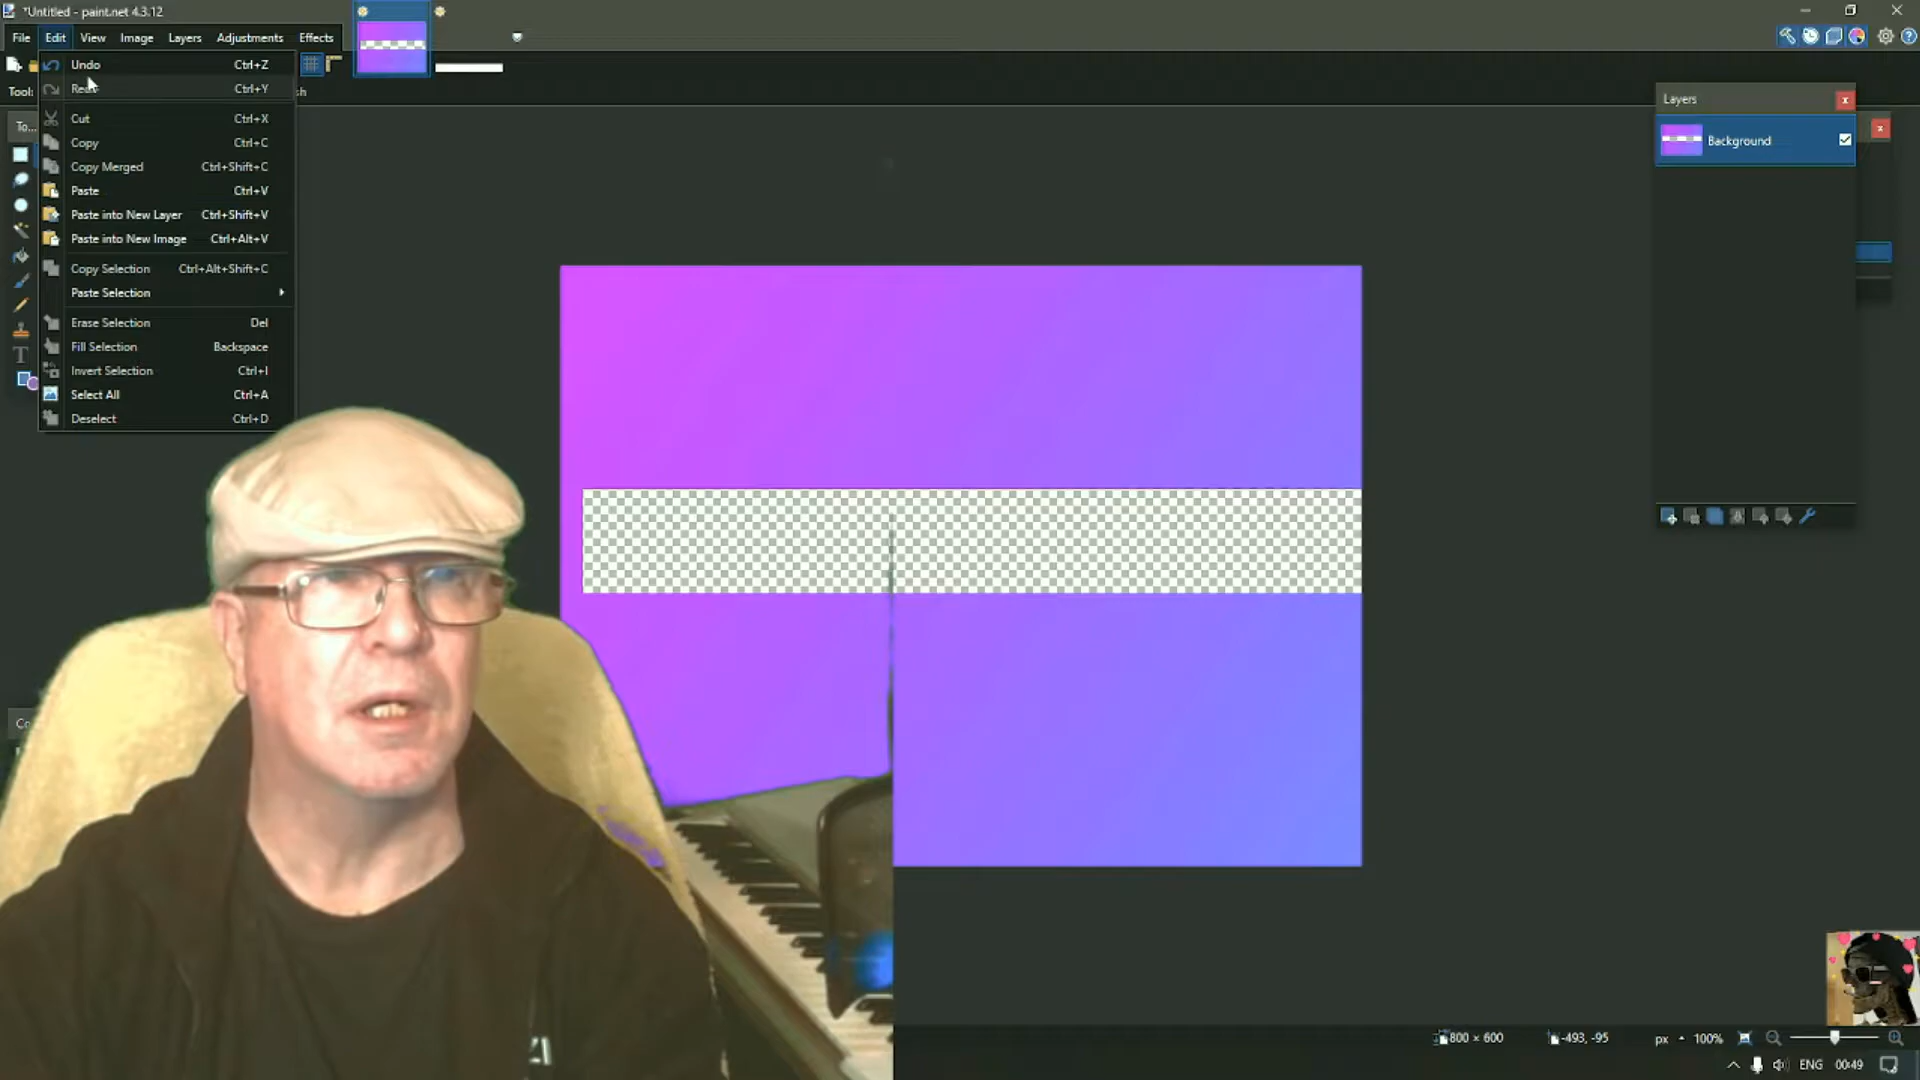 *Untitled - paint.net 4.3.12
File Edit View Image Layers Adjustments Effects
Undo Ctrl+Z
Ctrl+Y
Tool:
Cut Ctrl+X
To...
Copy Ctrl+C
Copy Merged Ctrl+Shift+C
Paste Ctrl+V
Paste into New Layer Ctrl+Shift+V
Paste into New Image Ctrl+Alt+V
Copy Selection Ctrl+Alt+Shift+C
Paste Selection
Erase Selection Del
Fill Selection Backspace
Invert Selection Ctrl+I
Select All Ctrl+A
Deselect Ctrl+D
Layers
Background
800 × 600 -493, -95 px 100%
ENG 00:49